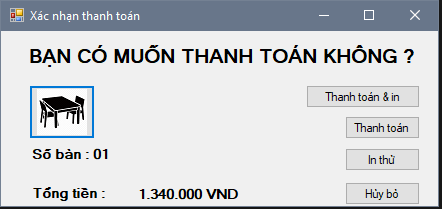 Xác nhận thanh toán
BẠN CÓ MUỐN THANH TOÁN KHÔNG ?
Thanh toán & in
Thanh toán
Số bàn : 01
In thử
Tổng tiền : 1.340.000 VND
Hủy bỏ